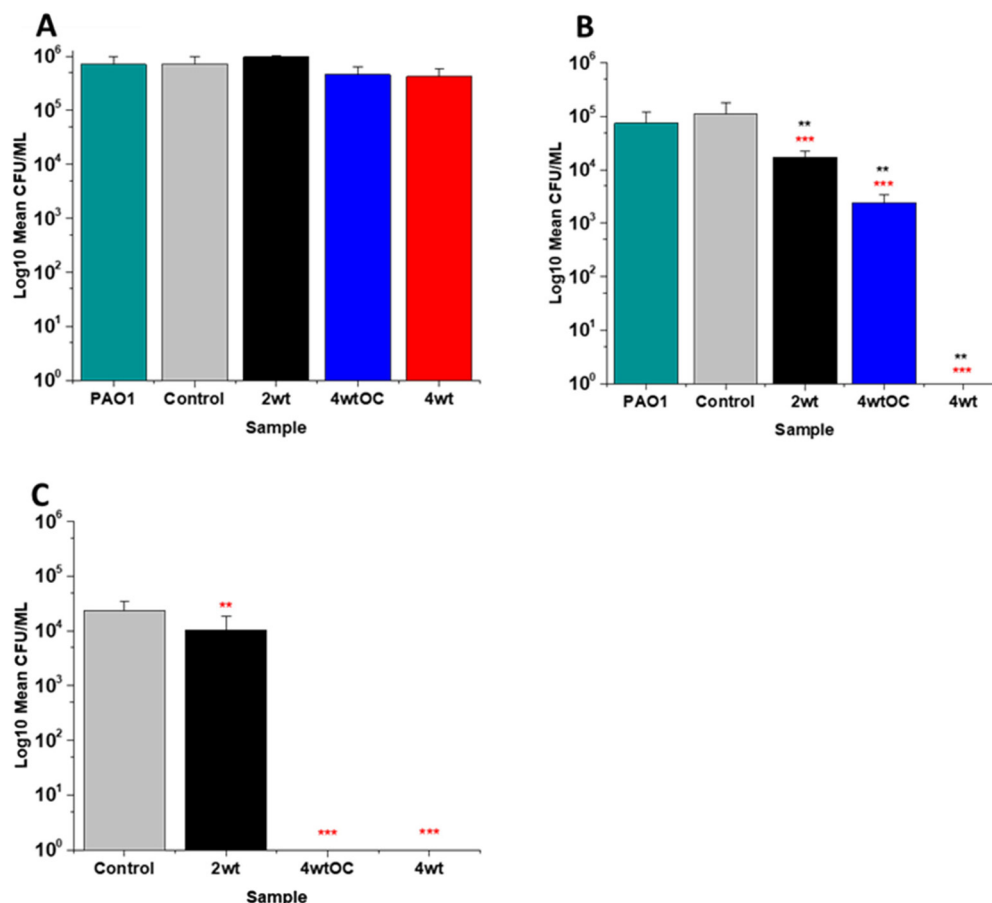 A
Log10 Mean CFU/ML
10⁶
10⁵
10⁴
10³
10²
10¹
10⁰
PAO1 Control 2wt 4wtOC 4wt
Sample
B
Log10 Mean CFU/ML
10⁶
10⁵
10⁴
10³
10²
10¹
10⁰
**
***
**
***
**
***
PAO1 Control 2wt 4wtOC 4wt
Sample
C
Log10 Mean CFU/ML
10⁶
10⁵
10⁴
10³
10²
10¹
10⁰
**
*** ***
Control 2wt 4wtOC 4wt
Sample